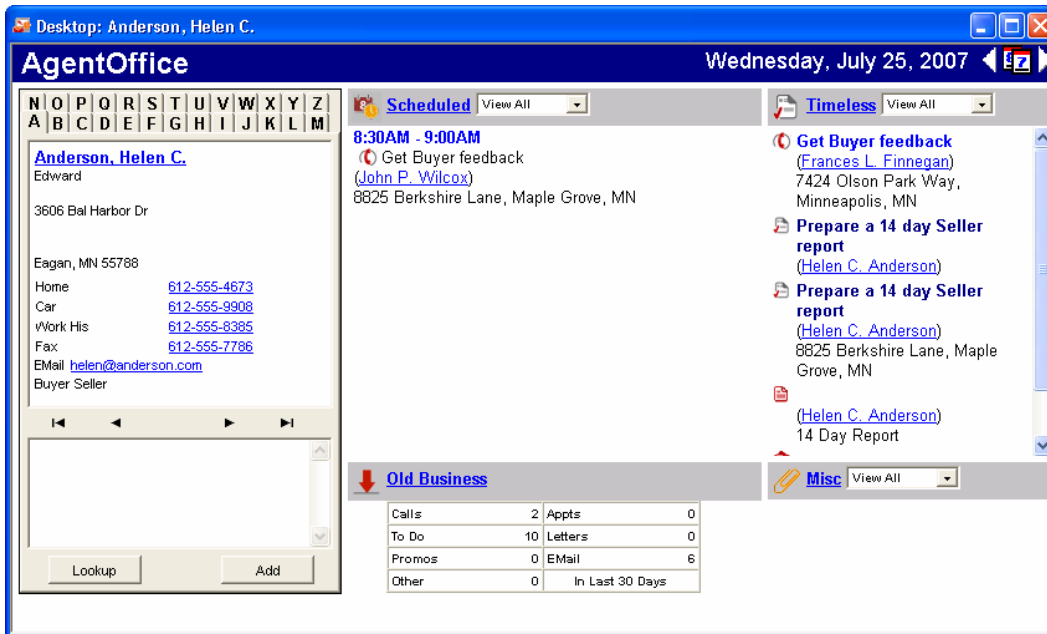 Desktop: Anderson, Helen C.
AgentOffice
Wednesday, July 25, 2007
N O P Q R S T U V W X Y Z
A B C D E F G H I J K L M
Anderson, Helen C.
Edward
3606 Bal Harbor Dr
Eagan, MN 55788
Home 612-555-4673
Car 612-555-9908
Work His 612-555-8385
Fax 612-555-7786
EMail helen@anderson.com
Buyer Seller
Lookup Add
Scheduled View All
8:30AM - 9:00AM
Get Buyer feedback
(John P. Wilcox)
8825 Berkshire Lane, Maple Grove, MN
Timeless View All
Get Buyer feedback
(Frances L. Finnegan)
7424 Olson Park Way,
Minneapolis, MN
Prepare a 14 day Seller
report
(Helen C. Anderson)
Prepare a 14 day Seller
report
(Helen C. Anderson)
8825 Berkshire Lane, Maple
Grove, MN
(Helen C. Anderson)
14 Day Report
Old Business
Calls 2 Appts 0
To Do 10 Letters 0
Promos 0 EMail 6
Other 0 In Last 30 Days
Misc View All